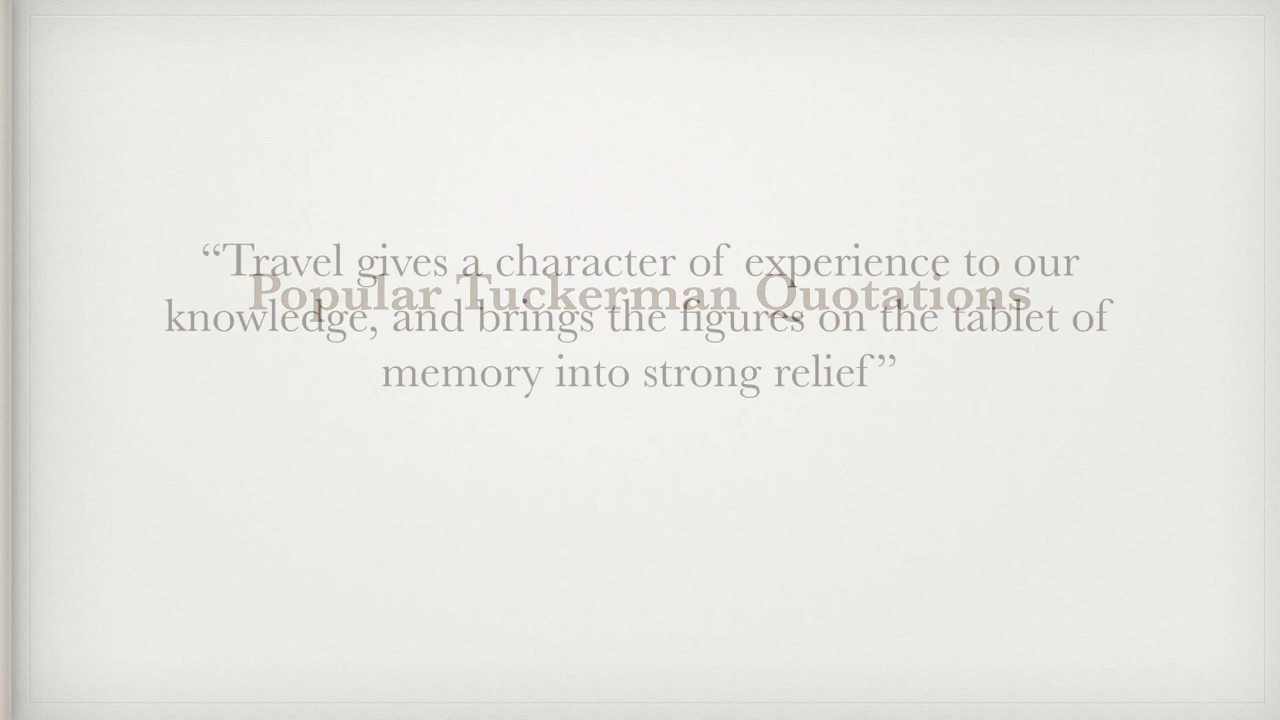 “Travel gives a character of experience to our
Popular Tuckerman Quotations
knowledge, and brings the figures on the tablet of
memory into strong relief”